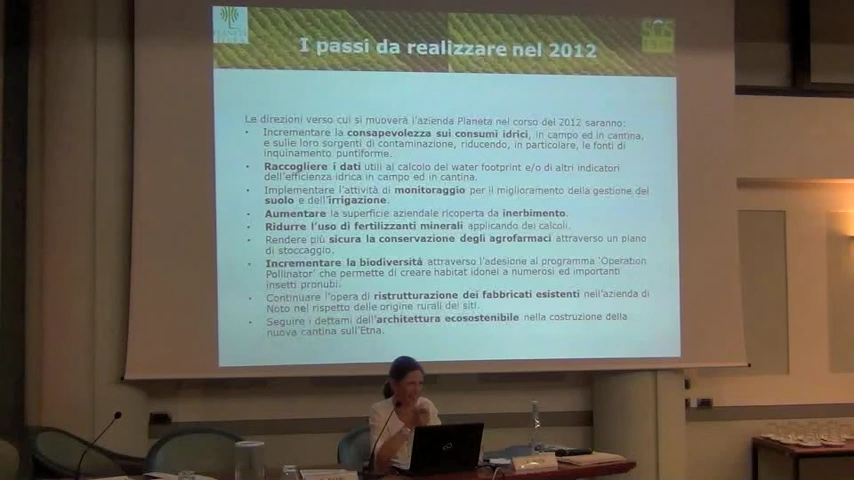 PLANETA
I passi da realizzare nel 2012
Le direzioni verso cui si muoverà l'azienda Planeta nel corso del 2012 saranno:
• Incrementare la consapevolezza sui consumi idrici, in campo ed in cantina,
e sulle loro sorgenti di contaminazione, riducendo, in particolare, le fonti di
inquinamento puntiforme.
• Raccogliere i dati utili al calcolo del water footprint e/o di altri indicatori
dell'efficienza idrica in campo ed in cantina.
• Implementare l'attività di monitoraggio per il miglioramento della gestione del
suolo e dell'irrigazione.
• Aumentare la superficie aziendale ricoperta da inerbimento.
• Ridurre l'uso di fertilizzanti minerali applicando dei calcoli.
• Rendere più sicura la conservazione degli agrofarmaci attraverso un piano
di stoccaggio.
• Incrementare la biodiversità attraverso l'adesione al programma 'Operation
Pollinator' che permette di creare habitat idonei a numerosi ed importanti
insetti pronubi.
• Continuare l'opera di ristrutturazione dei fabbricati esistenti nell'azienda di
Noto nel rispetto delle origine rurali dei siti.
• Seguire i dettami dell'architettura ecosostenibile nella costruzione della
nuova cantina sull'Etna.